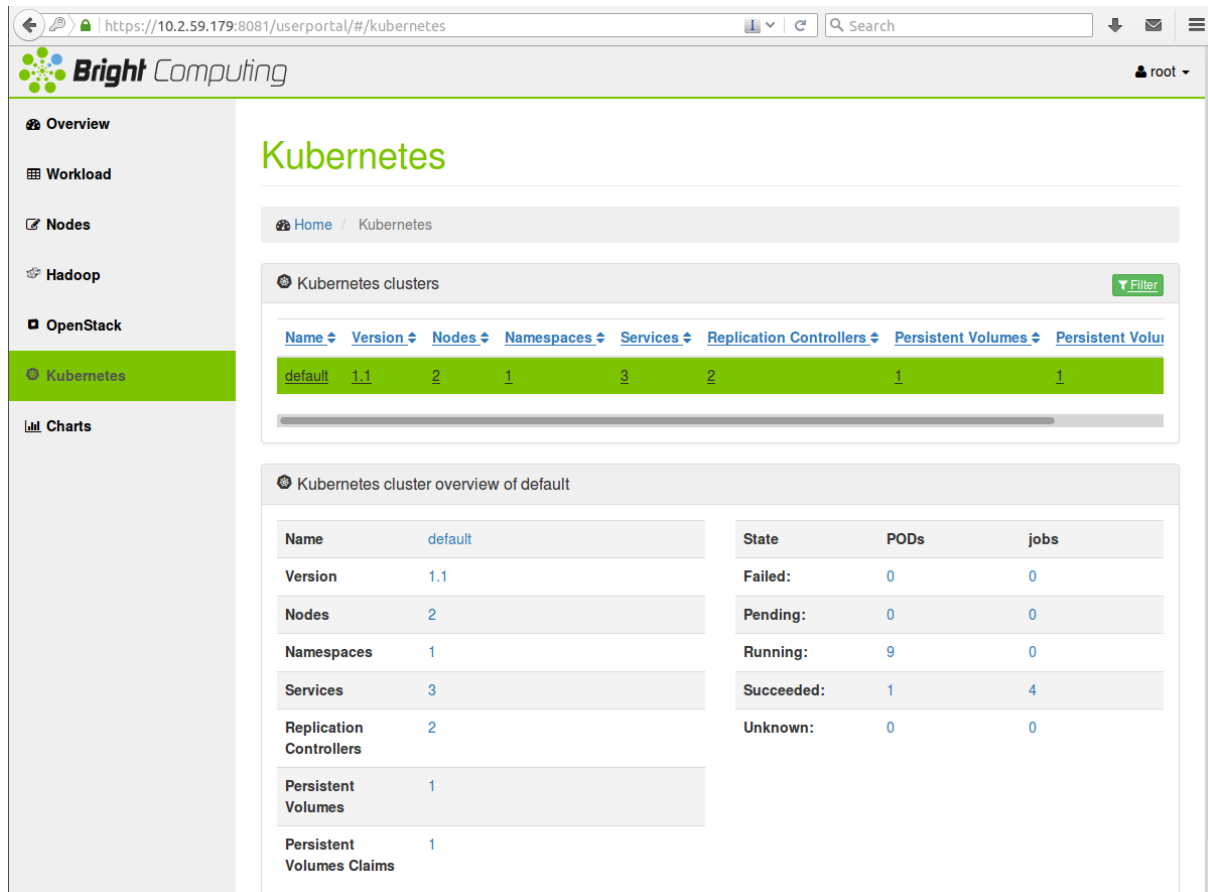 https://10.2.59.179:8081/userportal/#/kubernetes
Search
Bright Computing
root
Overview
Workload
Nodes
Hadoop
OpenStack
Kubernetes
Charts
Kubernetes
Home / Kubernetes
Kubernetes clusters
Filter
Name Version Nodes Namespaces Services Replication Controllers Persistent Volumes Persistent Volu
default 1.1 2 1 3 2 1 1
Kubernetes cluster overview of default
Name default
Version 1.1
Nodes 2
Namespaces 1
Services 3
Replication 2
Controllers
Persistent 1
Volumes
Persistent 1
Volumes Claims
State PODs jobs
Failed: 0 0
Pending: 0 0
Running: 9 0
Succeeded: 1 4
Unknown: 0 0